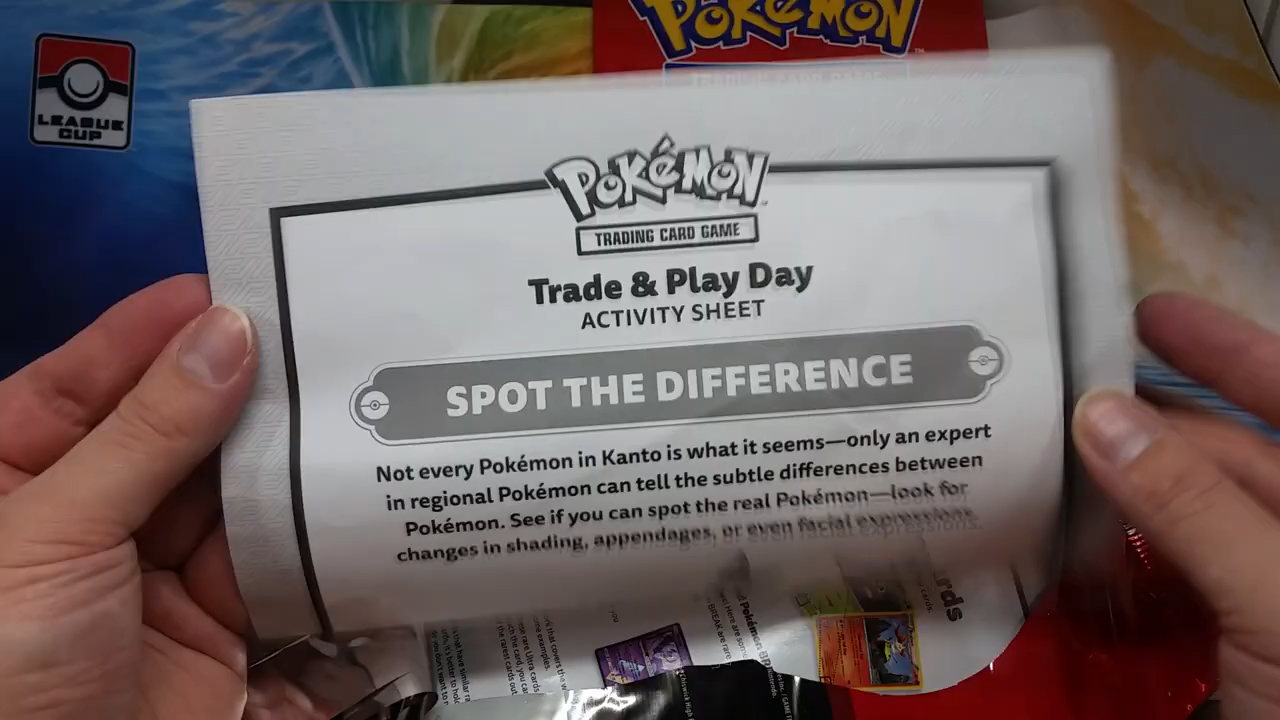 POKéMON
LEAGUE
CUP
POKéMON
TRADING CARD GAME
Trade & Play Day
ACTIVITY SHEET
SPOT THE DIFFERENCE
Not every Pokémon in Kanto is what it seems—only an expert
in regional Pokémon can tell the subtle differences between
Pokémon. See if you can spot the real Pokémon—look for
changes in shading, appendages, or even facial expressions.